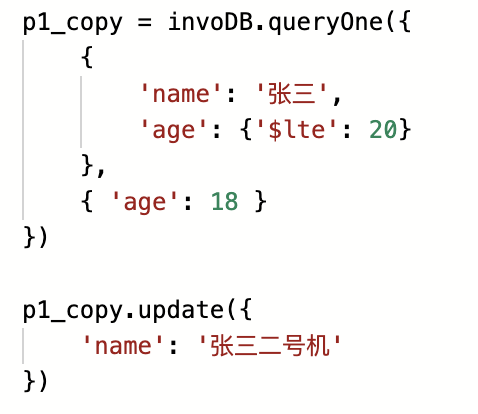 p1_copy = invoDB.queryOne({
    {
        'name': '张三',
        'age': {'$lte': 20}
    },
    { 'age': 18 }
})

p1_copy.update({
    'name': '张三二号机'
})